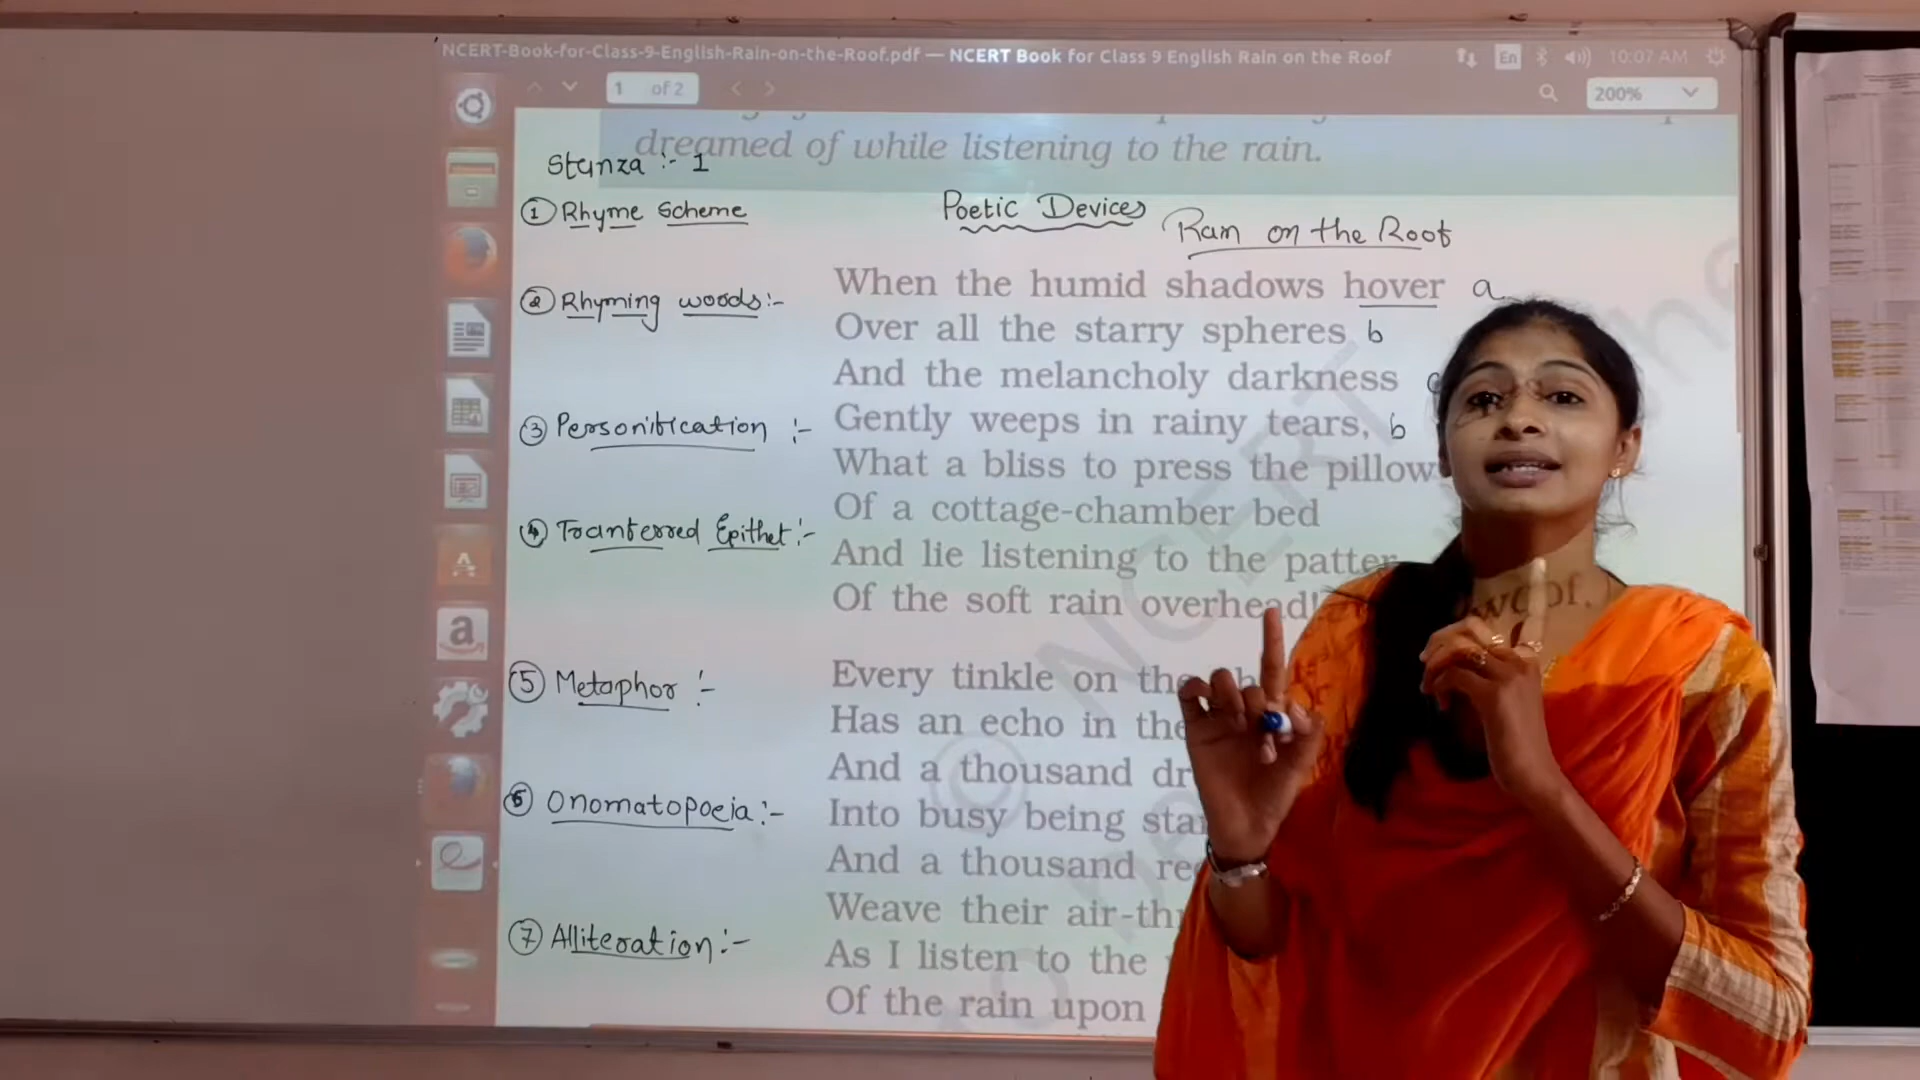 NCERT-Book-for-Class-9-English-Rain-on-the-Roof.pdf — NCERT Book for Class 9 English Rain on the Roof
En
10:07 AM
1 of 2
200%
dreamed of while listening to the rain.
Stanza :- 1
① Rhyme Scheme
Poetic Devices
Rain on the Roof
② Rhyming words:-
③ Personification :-
④ Tranferred Epithet :-
⑤ Metaphor :-
⑥ Onomatopoeia :-
⑦ Alliteration :-
When the humid shadows hover a
Over all the starry spheres b
And the melancholy darkness
Gently weeps in rainy tears, b
What a bliss to press the pillow
Of a cottage-chamber bed
And lie listening to the patter
Of the soft rain overhead!
Every tinkle on the
Has an echo in the
And a thousand
Into busy being
And a thousand
Weave their
As I listen to the
Of the rain upon
© NCERT